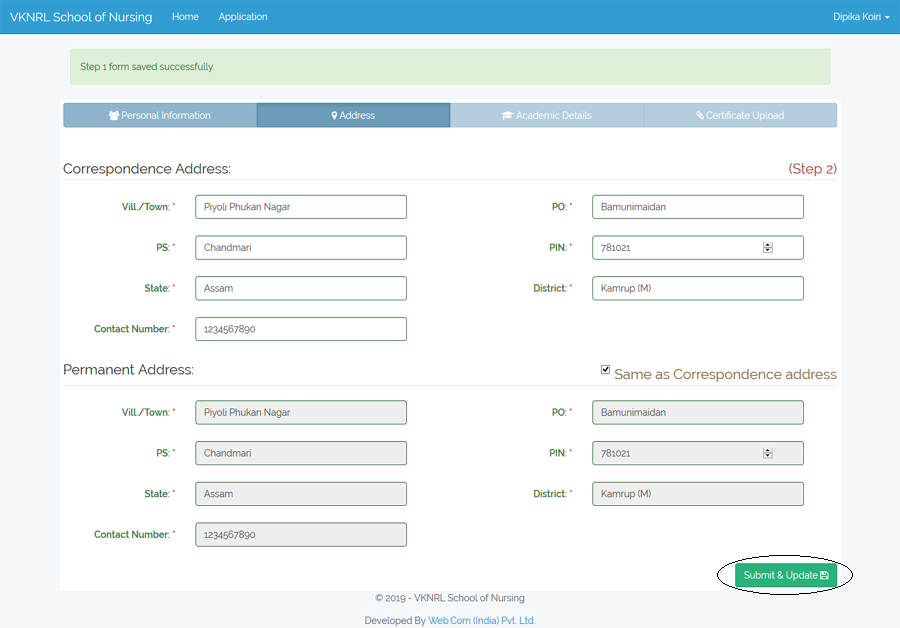 VKNRL School of Nursing Home Application Dipika Koiri
Step 1 form saved successfully.
Personal Information Address Academic Details Certificate Upload
Correspondence Address: (Step 2)
Vill./Town: * Piyoli Phukan Nagar PO: * Bamunimaidan
PS: * Chandmari PIN: * 781021
State: * Assam District: * Kamrup (M)
Contact Number: * 1234567890
Permanent Address: Same as Correspondence address
Vill./Town: * Piyoli Phukan Nagar PO: * Bamunimaidan
PS: * Chandmari PIN: * 781021
State: * Assam District: * Kamrup (M)
Contact Number: * 1234567890
Submit & Update
© 2019 - VKNRL School of Nursing
Developed By Web.Com (India) Pvt. Ltd.